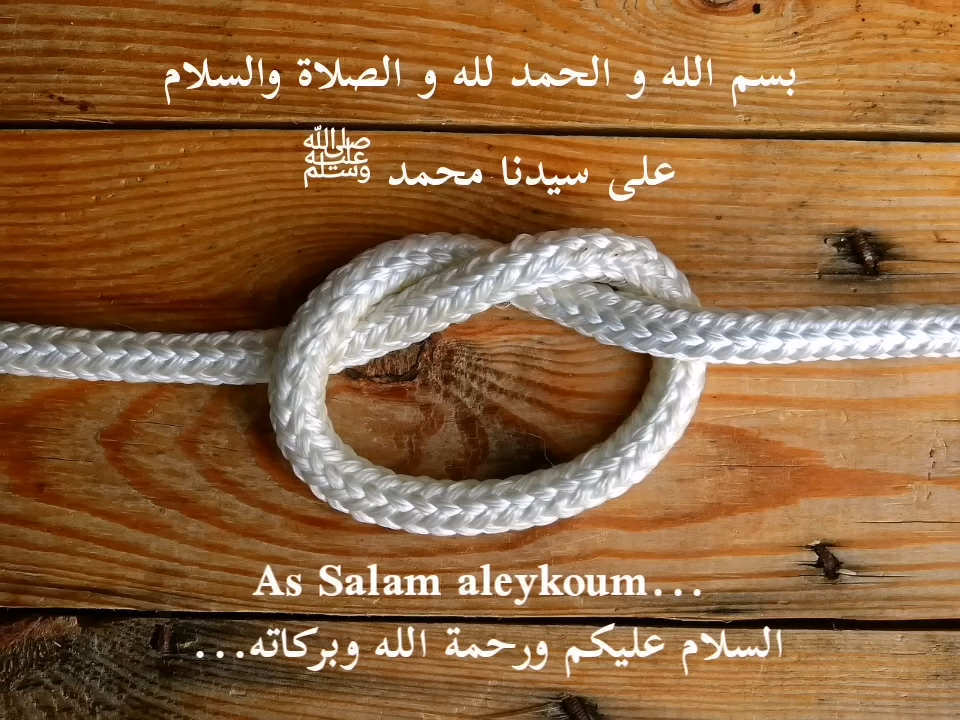 بسم الله و الحمد لله و الصلاة والسلام
على سيدنا محمد ﷺ
As Salam aleykoum...
السلام عليكم ورحمة الله وبركاته...